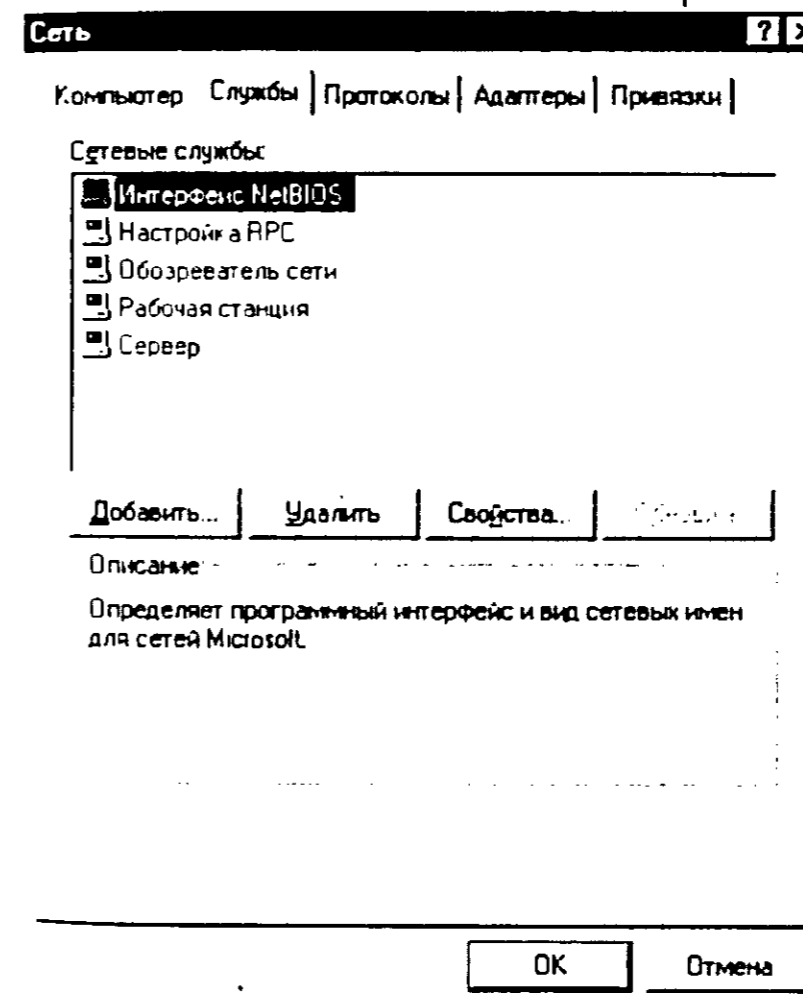 Сеть
Компьютер Службы Протоколы Адаптеры Привязки
Сетевые службы:
Интерфейс NetBIOS
Настройка RPC
Обозреватель сети
Рабочая станция
Сервер
Добавить... Удалить Свойства...
Описание
Определяет программный интерфейс и вид сетевых имен
для сетей Microsoft.
OK Отмена